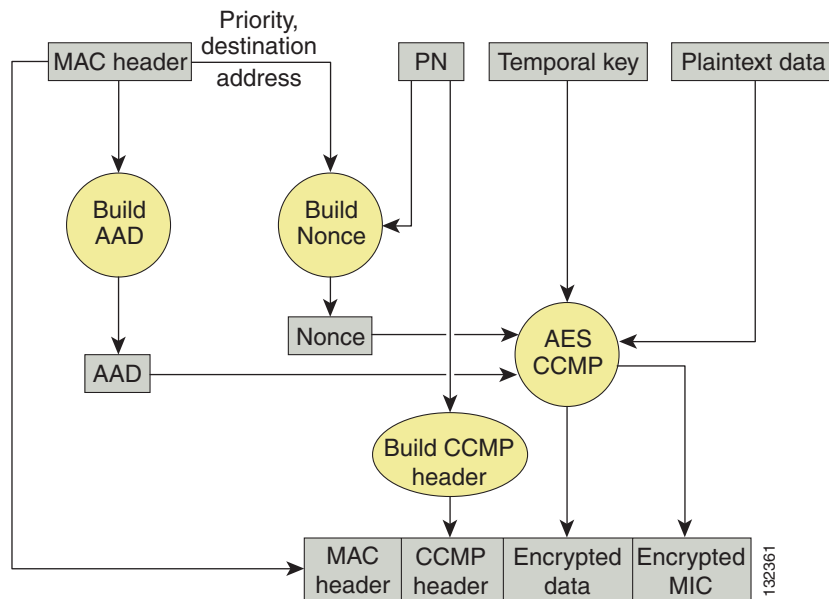 Priority,
destination
address
MAC header
PN
Temporal key
Plaintext data
Build
AAD
Build
Nonce
Nonce
AES
CCMP
AAD
Build CCMP
header
MAC
header
CCMP
header
Encrypted
data
Encrypted
MIC
132361